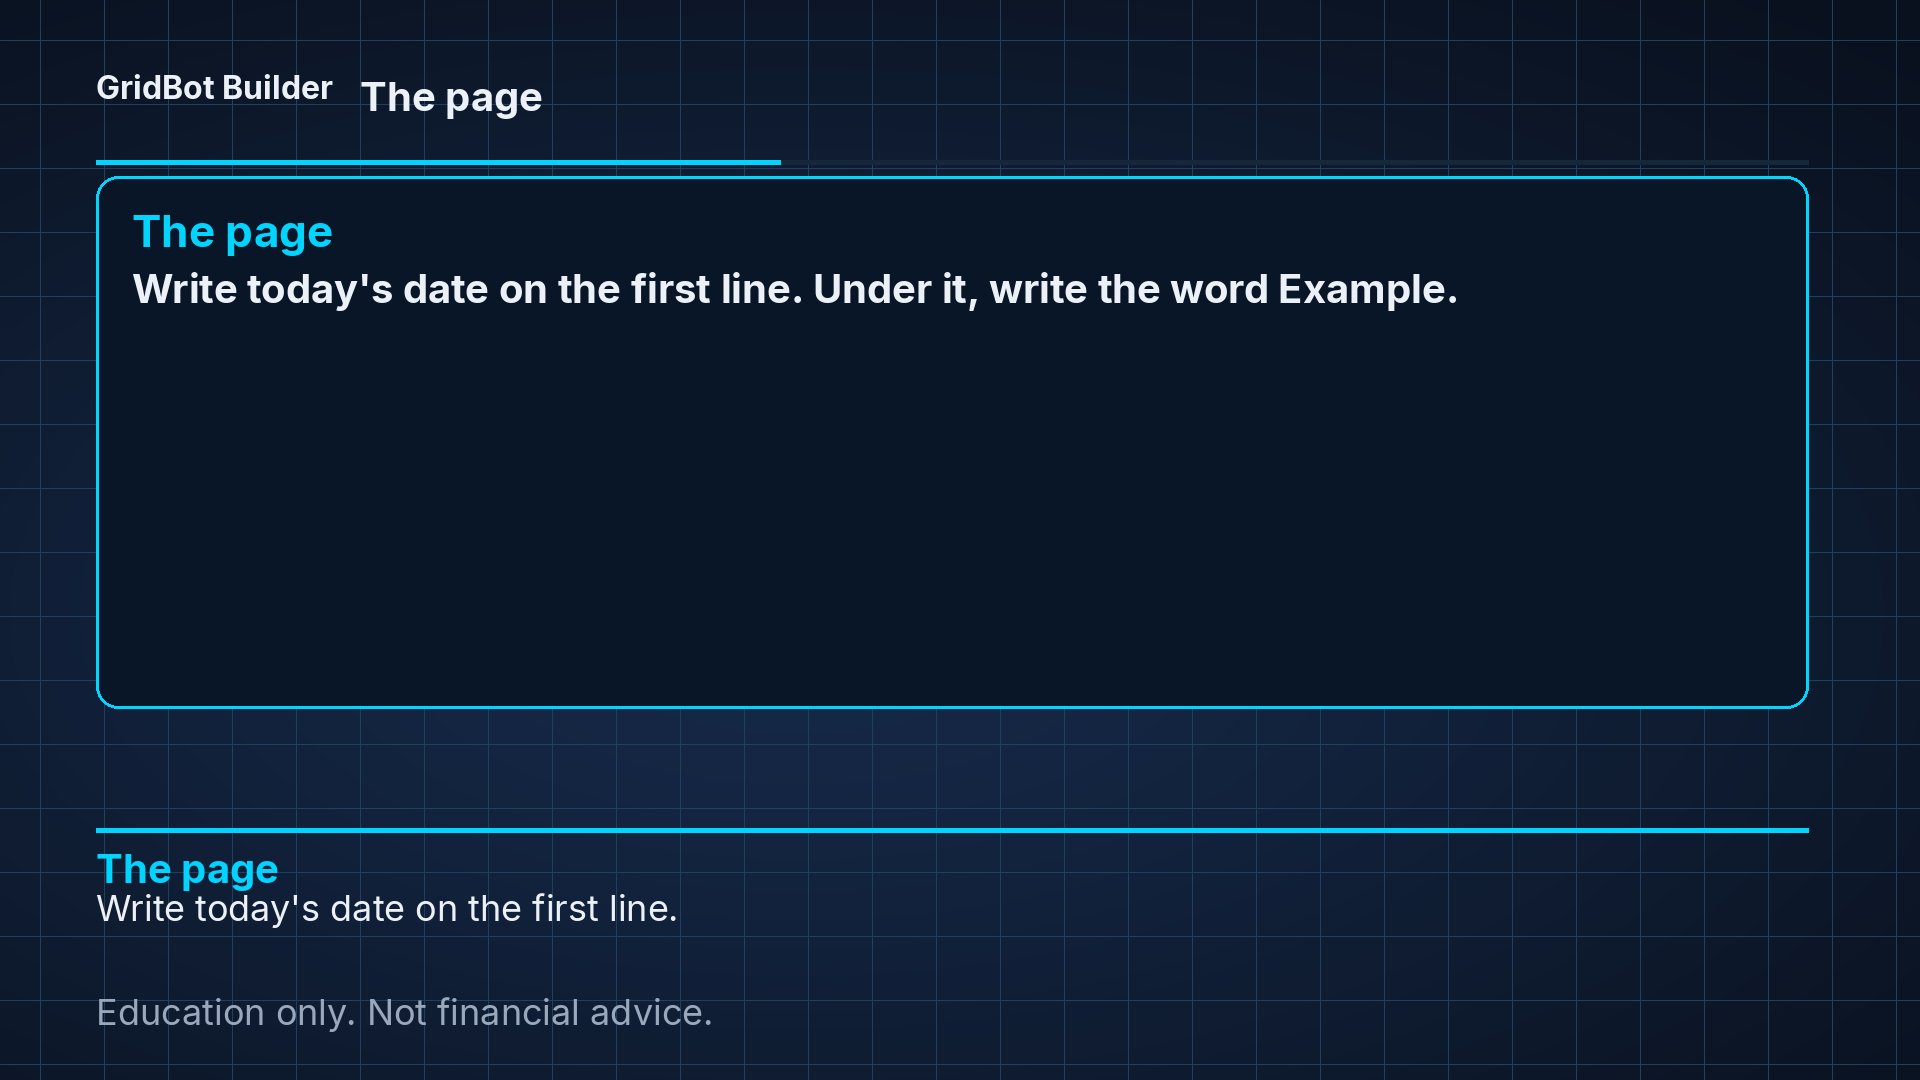 GridBot Builder The page
The page
Write today's date on the first line. Under it, write the word Example.
The page
Write today's date on the first line.
Education only. Not financial advice.